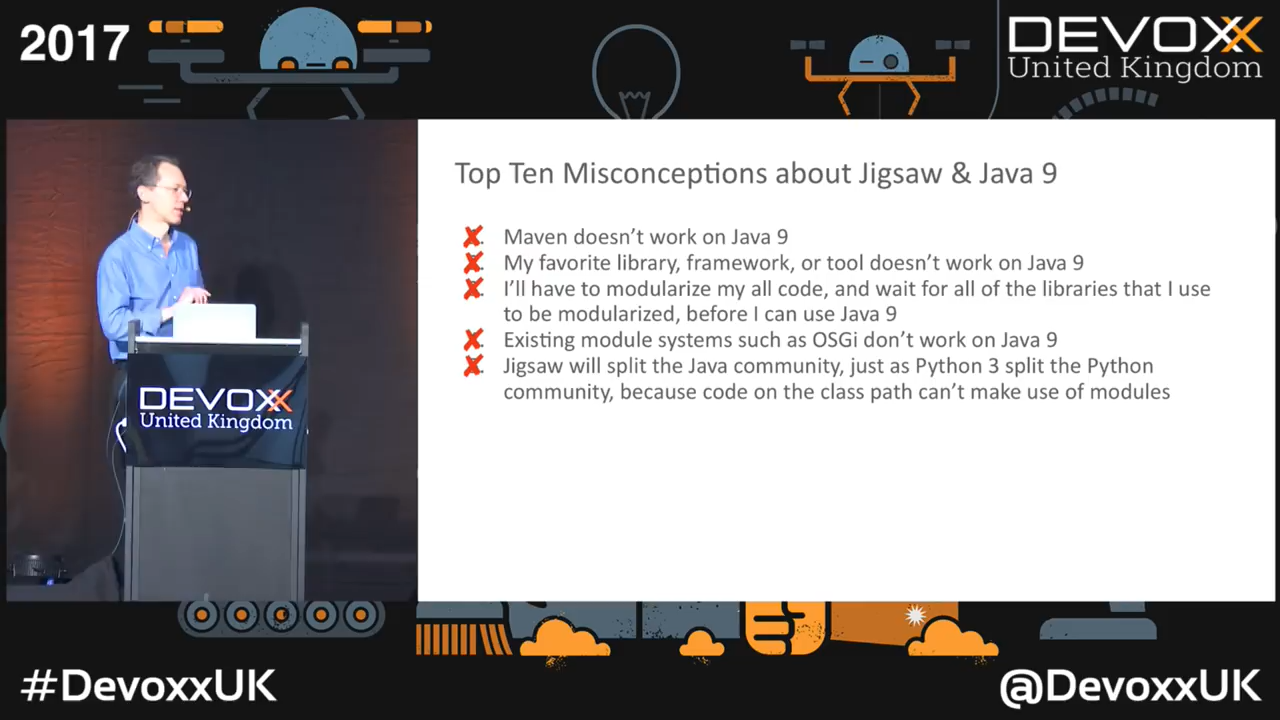 2017
DEVOXX
United Kingdom
Top Ten Misconceptions about Jigsaw & Java 9
Maven doesn't work on Java 9
My favorite library, framework, or tool doesn't work on Java 9
I'll have to modularize my all code, and wait for all of the libraries that I use
to be modularized, before I can use Java 9
Existing module systems such as OSGi don't work on Java 9
Jigsaw will split the Java community, just as Python 3 split the Python
community, because code on the class path can't make use of modules
DEVOXX
United Kingdom
#DevoxxUK
@DevoxxUK